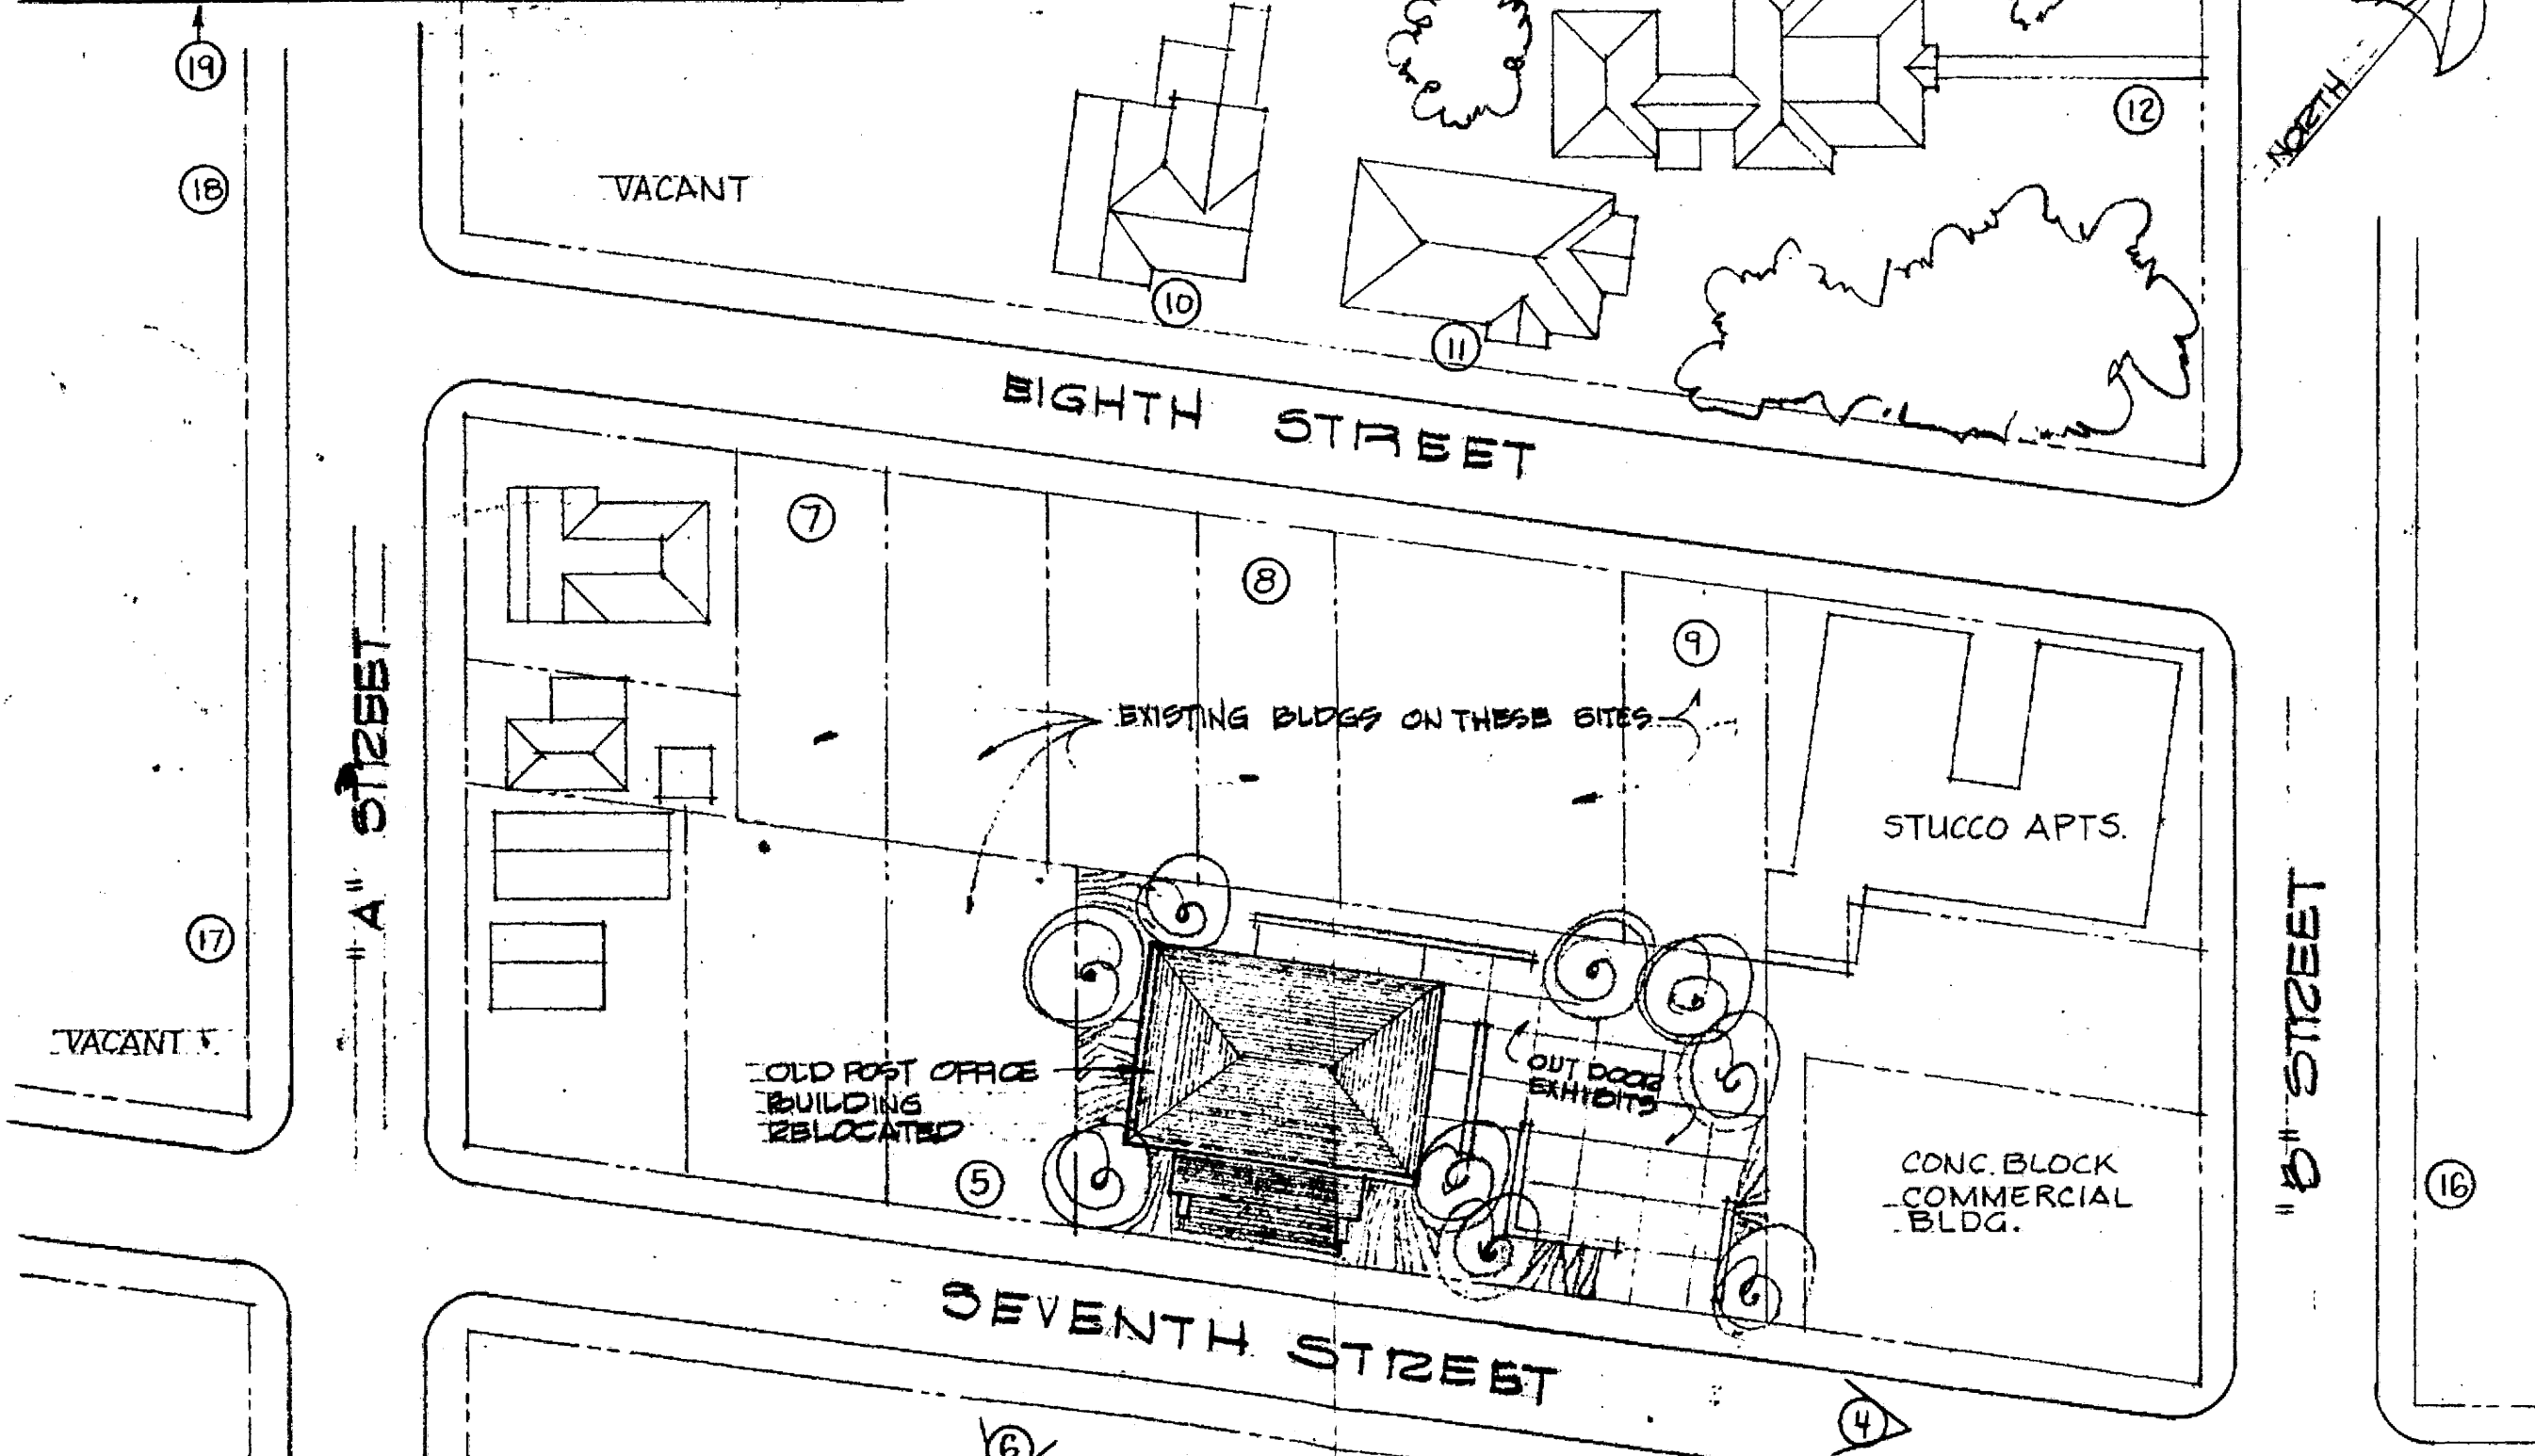 19
18
VACANT
12
NORTH
10
11
EIGHTH STREET
7
8
9
EXISTING BLDGS ON THESE SITES
STUCCO APTS.
"A" STREET
17
VACANT
OLD POST OFFICE
BUILDING
RELOCATED
OUT DOOR
EXHIBITS
5
CONC. BLOCK
COMMERCIAL
BLDG.
"B" STREET
16
SEVENTH STREET
4
6